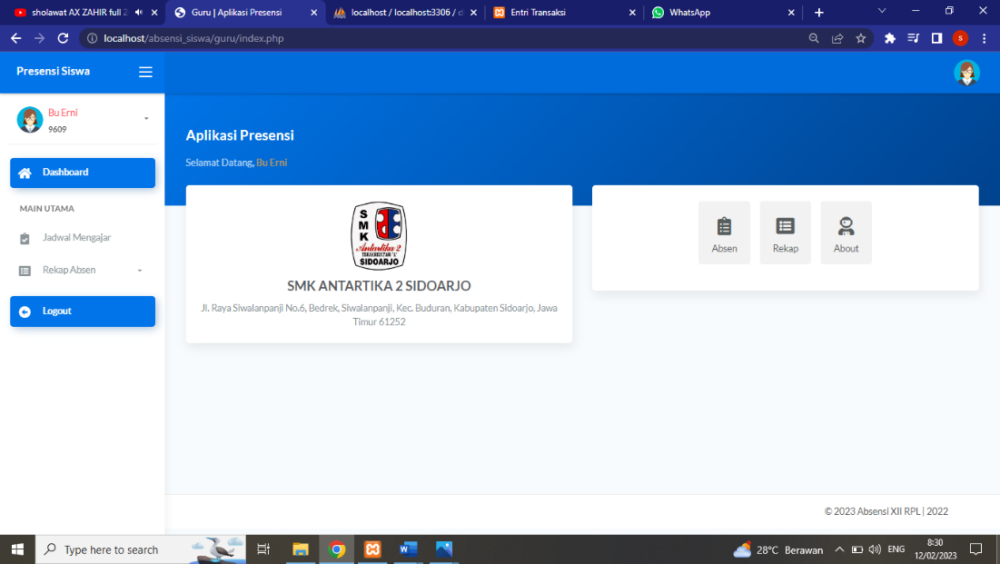 sholawat AX ZAHIR full 2
Guru | Aplikasi Presensi
localhost / localhost:3306 / d
Entri Transaksi
WhatsApp
localhost/absensi_siswa/guru/index.php
S
Presensi Siswa
Bu Erni
9609
Dashboard
MAIN UTAMA
Jadwal Mengajar
Rekap Absen
Logout
Aplikasi Presensi
Selamat Datang, Bu Erni
SMK
Antartika 2
SIDOARJO
SMK ANTARTIKA 2 SIDOARJO
Jl. Raya Siwalanpanji No.6, Bedrek, Siwalanpanji, Kec. Buduran, Kabupaten Sidoarjo, Jawa
Timur 61252
Absen
Rekap
About
© 2023 Absensi XII RPL | 2022
Type here to search
28°C Berawan
ENG
8:30
12/02/2023